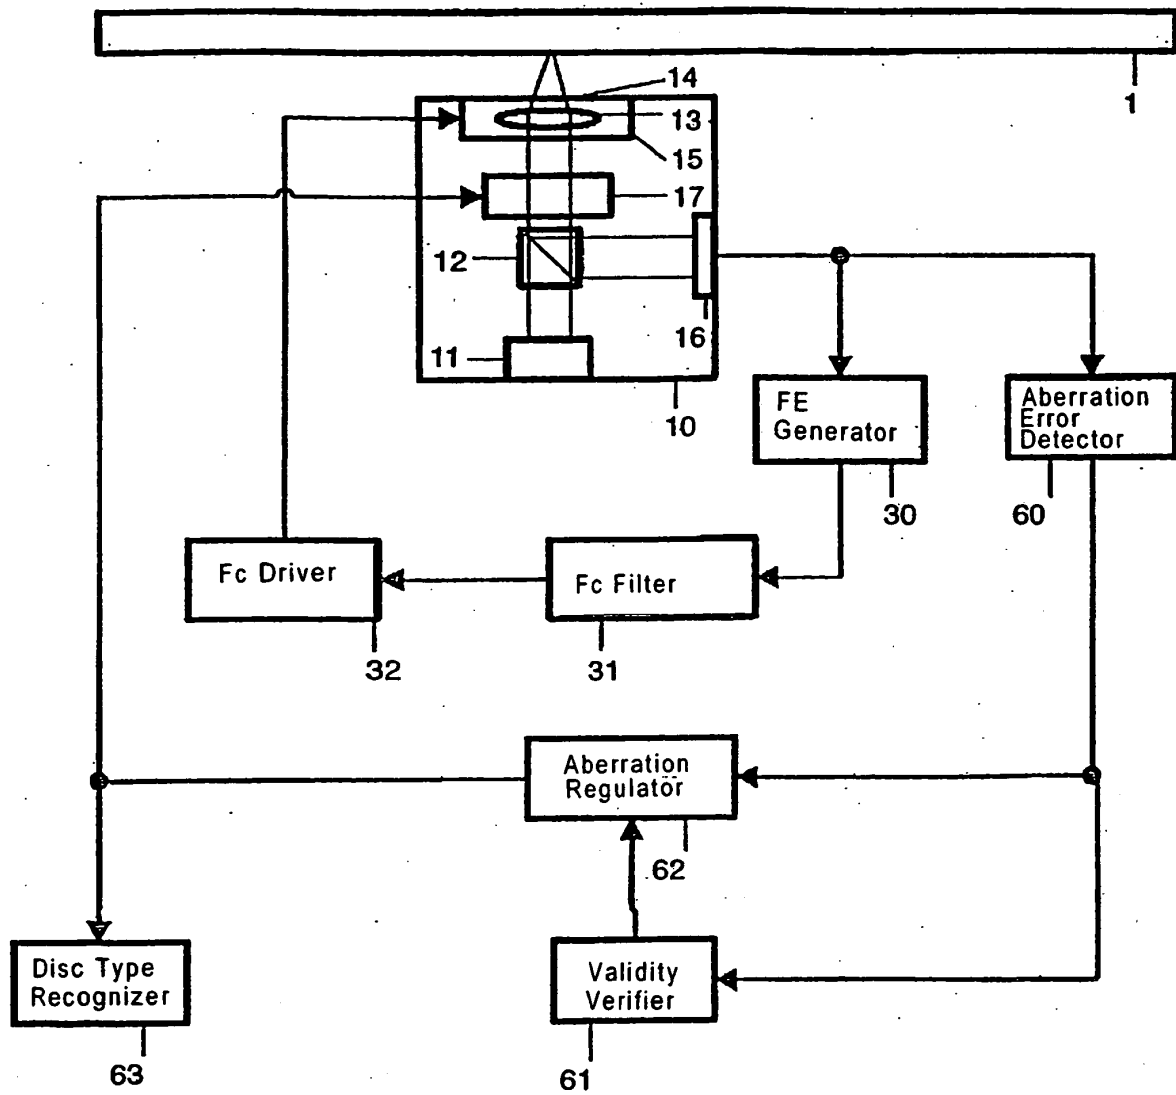 1
14
13
15
17
12
16
11
10
FE
Generator
30
Aberration
Error
Detector
60
Fc Driver
32
Fc Filter
31
Aberration
Regulator
62
Disc Type
Recognizer
63
Validity
Verifier
61